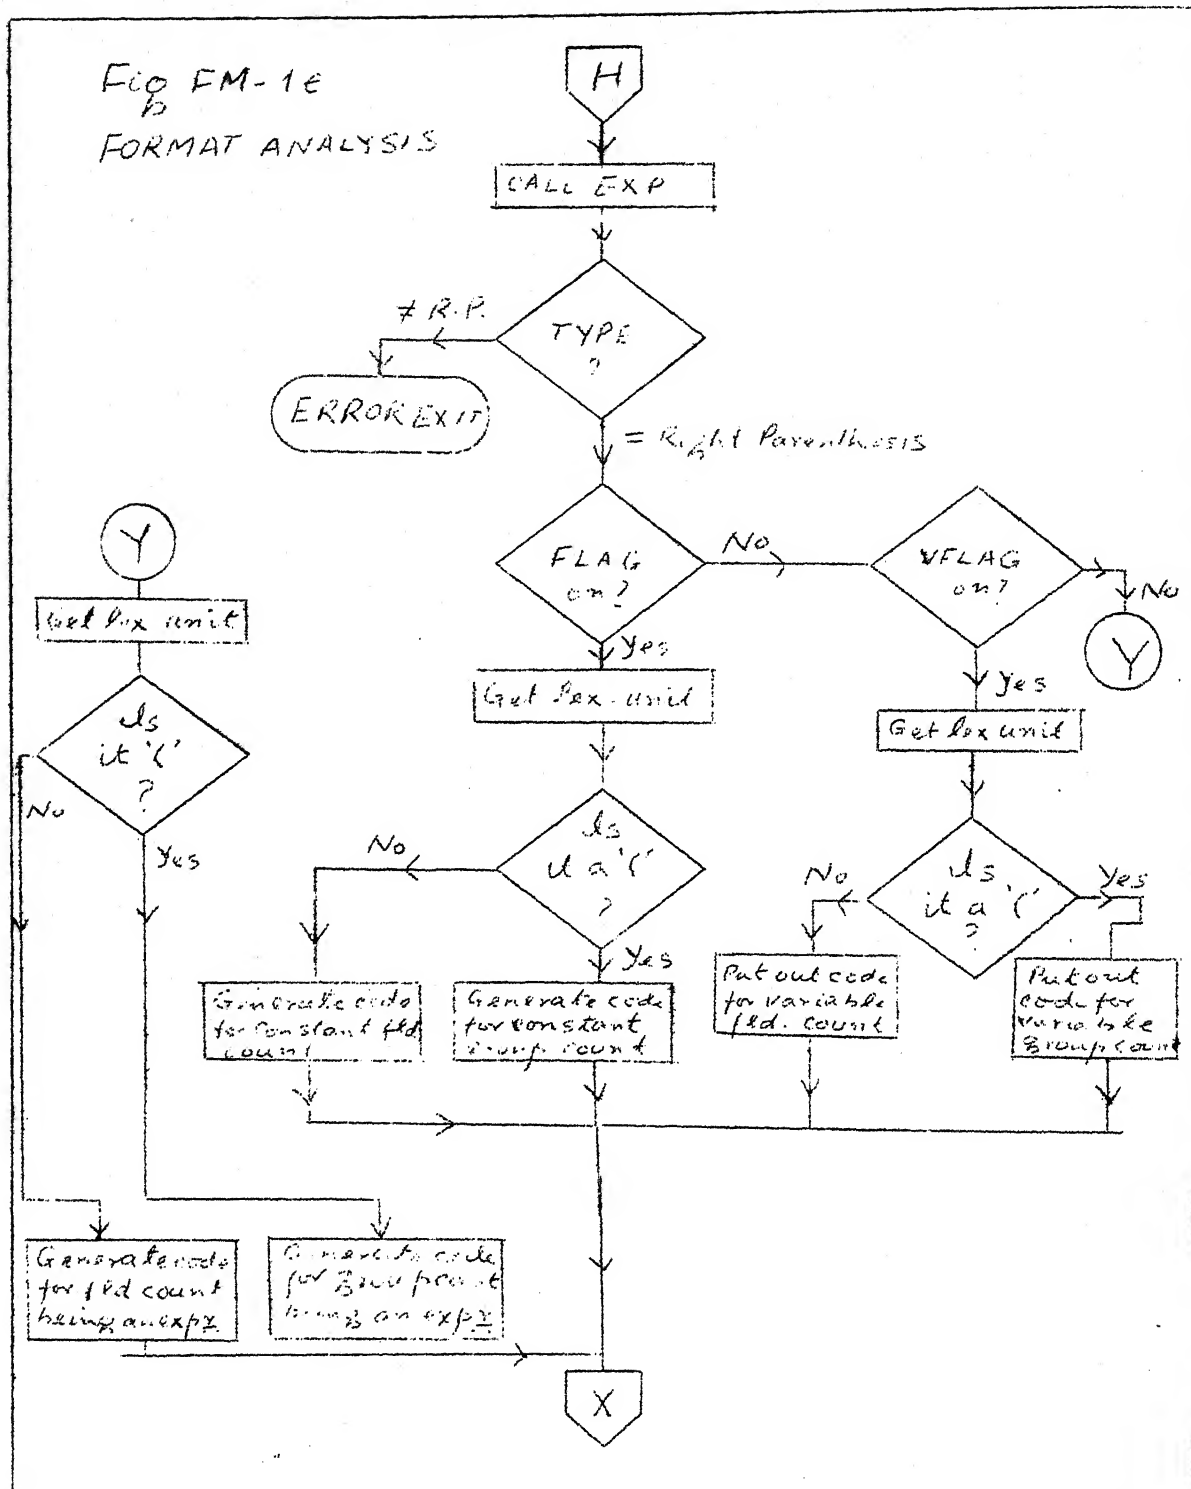 Fig FM-1E
FORMAT ANALYSIS
H
CALL EXP
≠ R.P.
TYPE
?
ERROR EXIT
= Right Parenthesis
Y
FLAG
on?
No
VFLAG
on?
No
Get lex unit
Yes
Y
Get lex. unit
Yes
Is
it '('
?
Get lex unit
No
Yes
Is
it a '('
?
No
Is
it a '('
?
No
Yes
Yes
Generate code
for constant fld
count
Generate code
for constant
group count
Put out code
for variable
fld. count
Put out
code for
variable
group count
Generate code
for fld count
being an expr.
Generate code
for group count
being an expr.
X